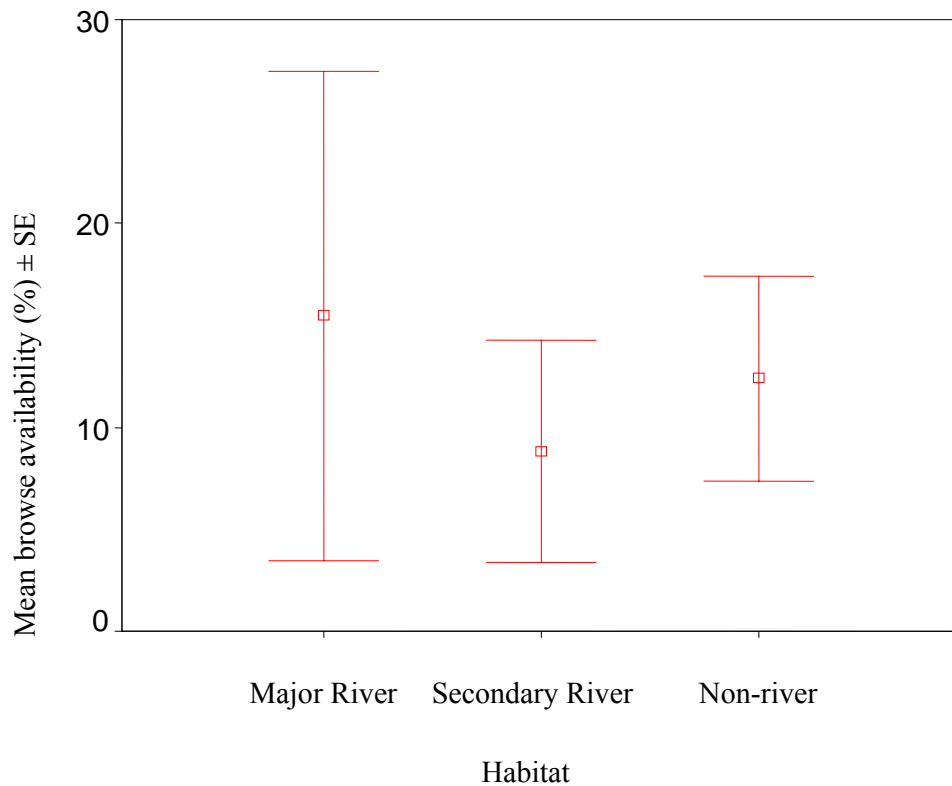 Mean browse availability (%) ± SE
30
20
10
0
Major River Secondary River Non-river
Habitat